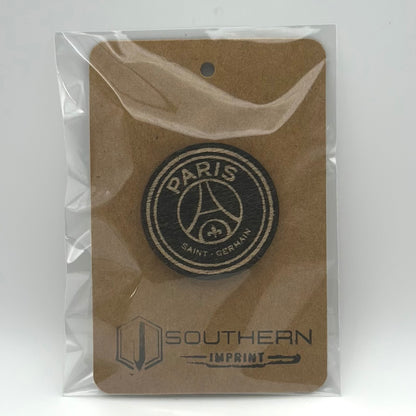 PARIS
SAINT-GERMAIN
SOUTHERN
IMPRINT